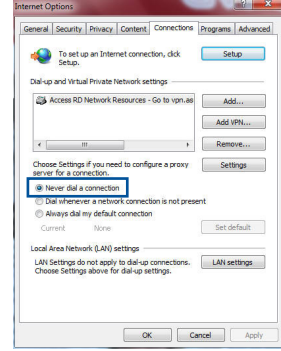 Internet Options
General Security Privacy Content Connections Programs Advanced
To set up an Internet connection, click
Setup.
Setup
Dial-up and Virtual Private Network settings
Access RD Network Resources - Go to vpn.as
Add...
Add VPN...
Remove...
Choose Settings if you need to configure a proxy
server for a connection.
Settings
Never dial a connection
Dial whenever a network connection is not present
Always dial my default connection
Current None
Set default
Local Area Network (LAN) settings
LAN Settings do not apply to dial-up connections.
Choose Settings above for dial-up settings.
LAN settings
OK Cancel Apply